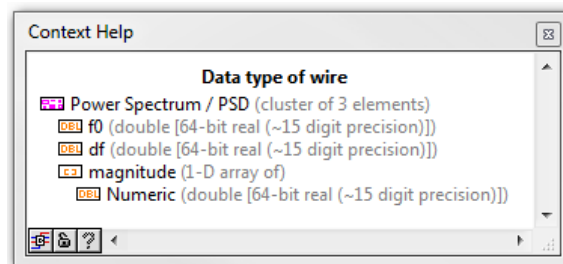 Context Help
Data type of wire
Power Spectrum / PSD (cluster of 3 elements)
DBL f0 (double [64-bit real (~15 digit precision)])
DBL df (double [64-bit real (~15 digit precision)])
magnitude (1-D array of)
DBL Numeric (double [64-bit real (~15 digit precision)])
?